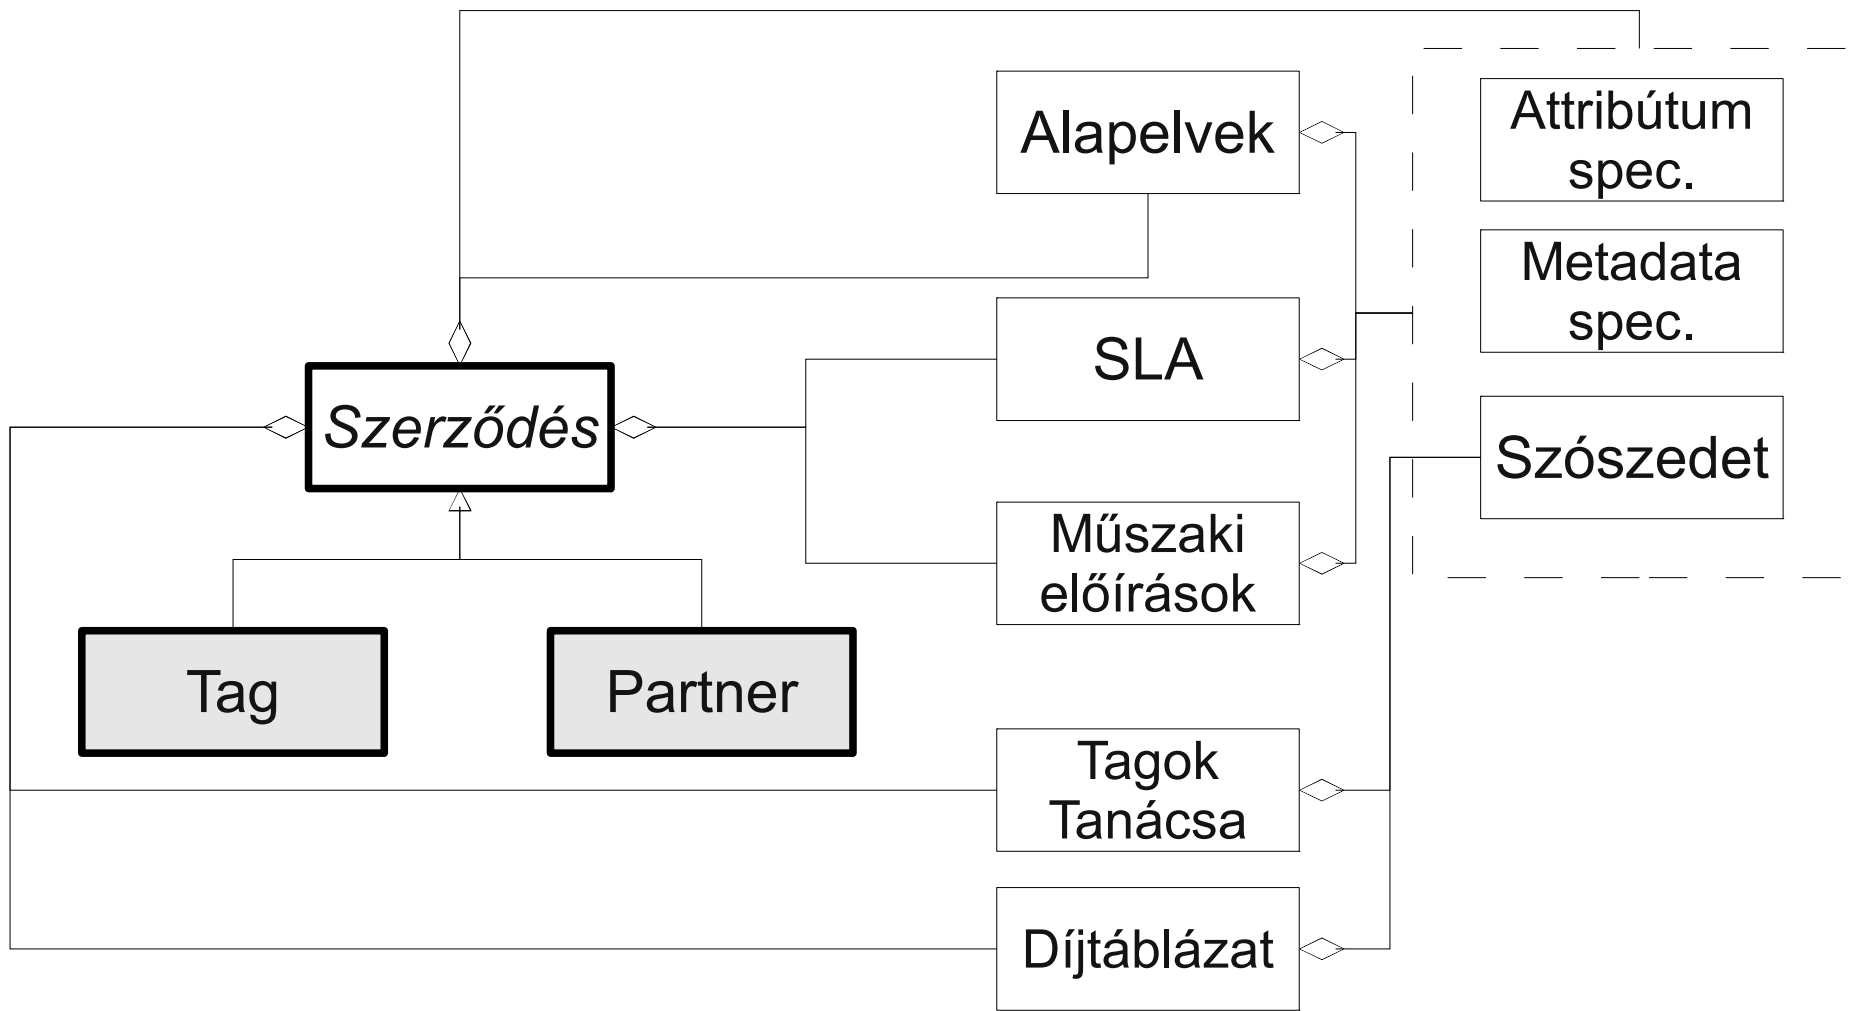 Alapelvek
Attribútum
spec.
Metadata
spec.
SLA
Szerződés
Szószedet
Műszaki
előírások
Tag
Partner
Tagok
Tanácsa
Díjtáblázat